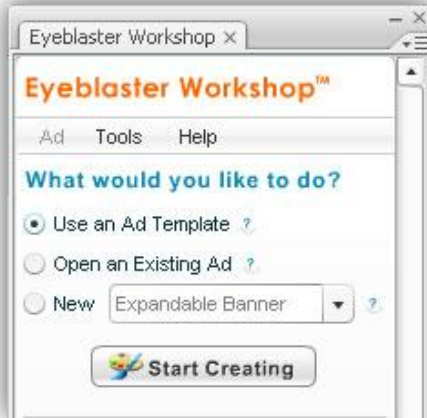 Eyeblaster Workshop ×
Eyeblaster Workshop™
Ad Tools Help
What would you like to do?
Use an Ad Template ?
Open an Existing Ad ?
New Expandable Banner ?
Start Creating